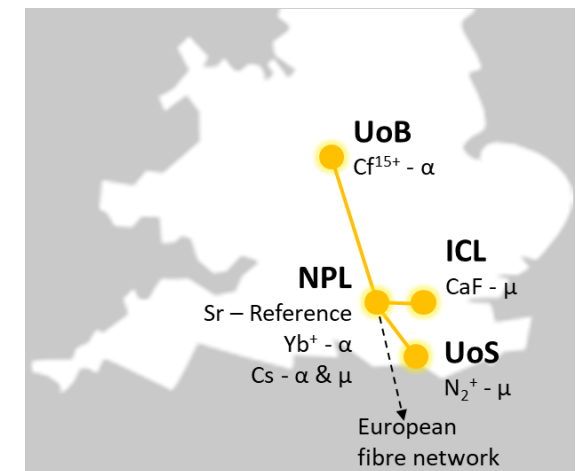 UoB
Cf¹⁵⁺ - α
ICL
CaF - μ
NPL
Sr – Reference
Yb⁺ - α
Cs - α & μ
UoS
N₂⁺ - μ
European
fibre network